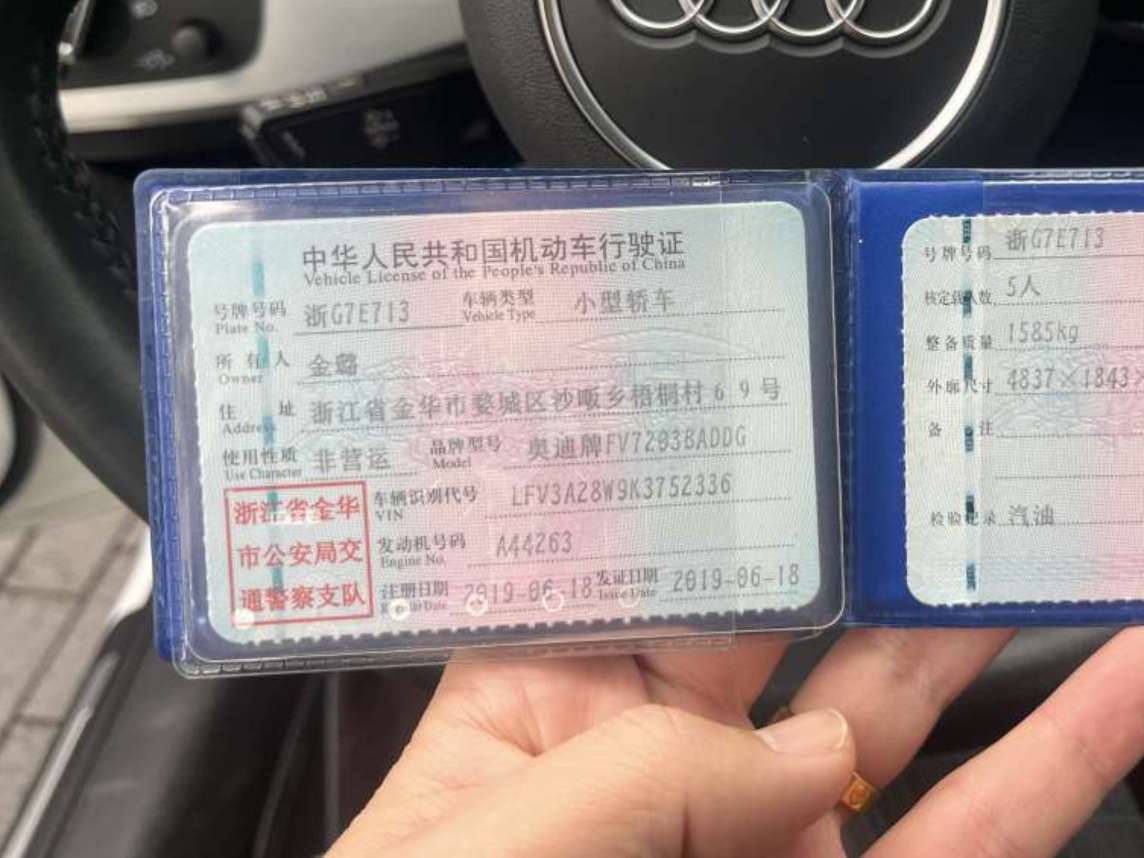 中华人民共和国机动车行驶证
Vehicle License of the People's Republic of China
号牌号码 浙G7E713 车辆类型 小型轿车
Plate No. Vehicle Type
所有人 金璐
Owner
住址 浙江省金华市婺城区沙畈乡梧桐村69号
Address
使用性质 非营运 品牌型号 奥迪牌FV7203BADDG
Use Character Model
浙江省金华
市公安局交
通警察支队
车辆识别代号 LFV3A28W9K3752336
VIN
发动机号码 A44263
Engine No.
注册日期 2019-06-18 发证日期 2019-06-18
Register Date Issue Date
号牌号码 浙G7E713
核定载人数 5人
整备质量 1585kg
外廓尺寸 4837×1843×
备注
检验记录 汽油